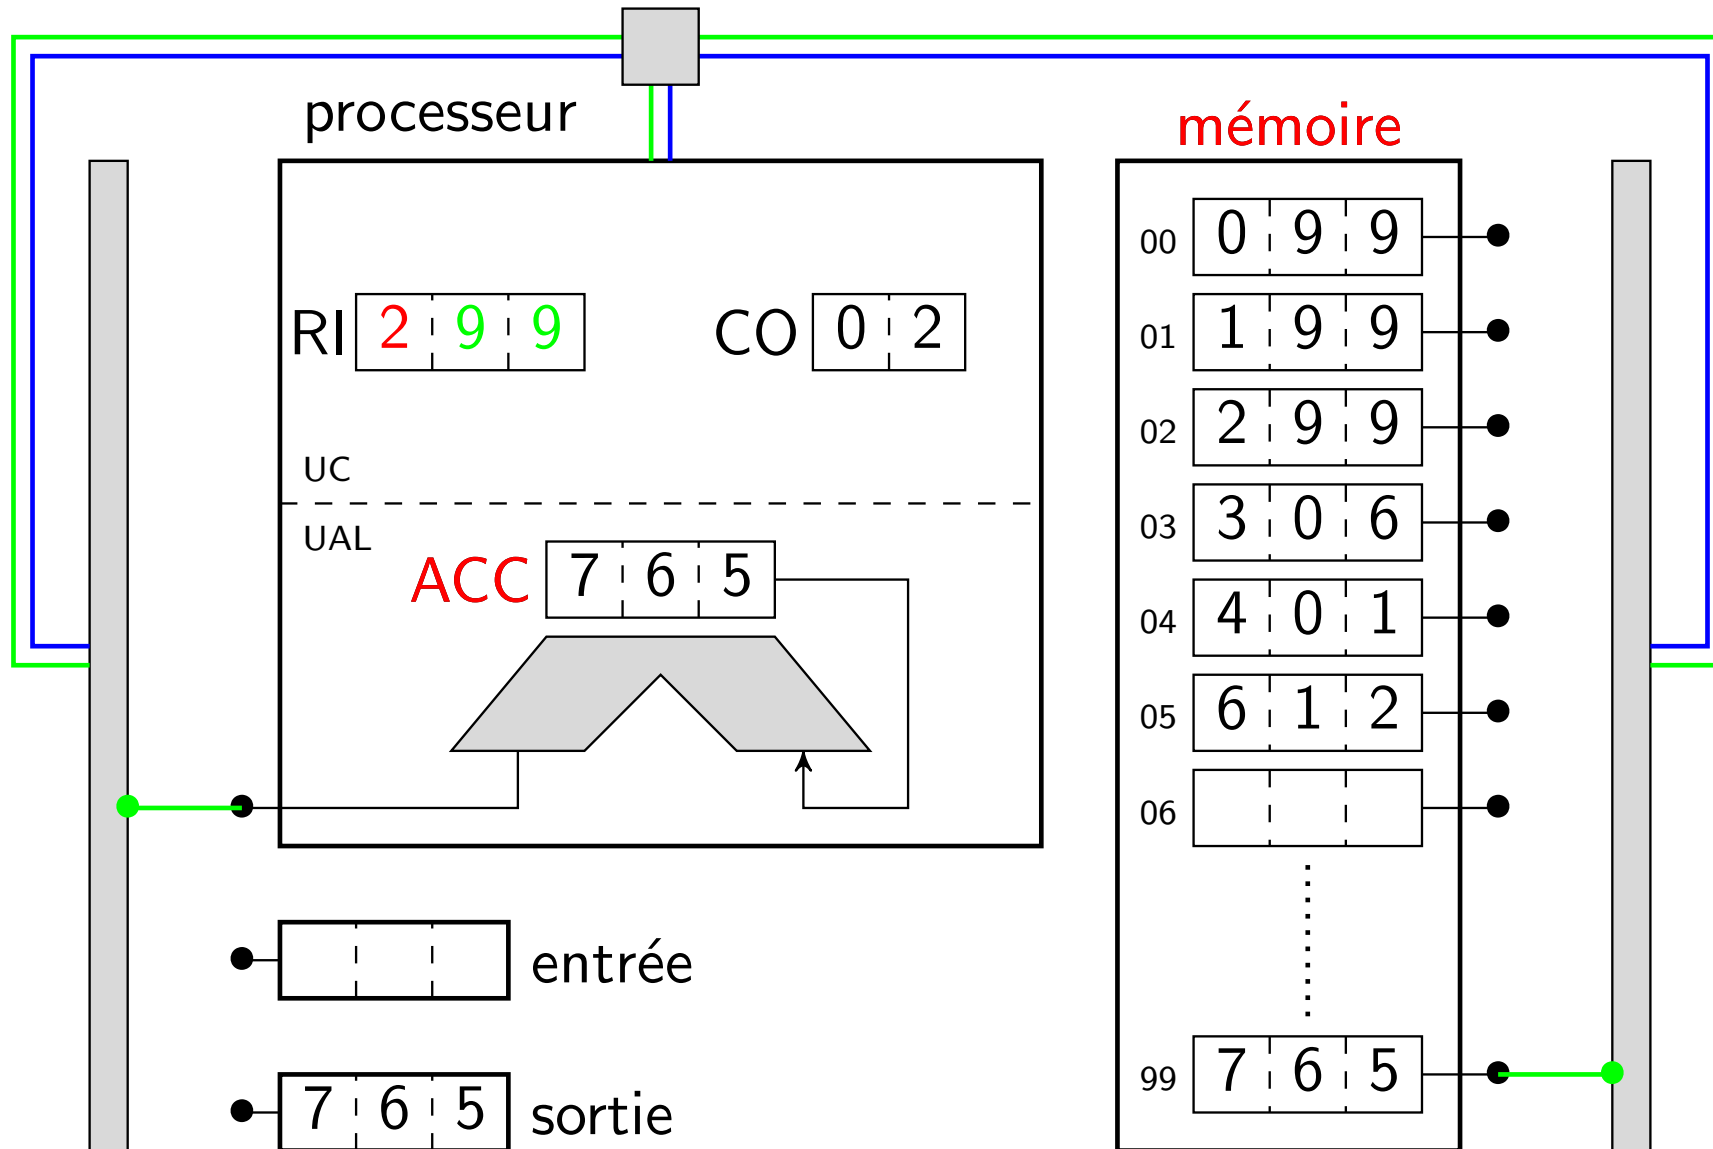 processeur
mémoire
00 0 9 9
RI 2 9 9 CO 0 2
01 1 9 9
02 2 9 9
UC
03 3 0 6
UAL
ACC 7 6 5
04 4 0 1
05 6 1 2
06
entrée
99 7 6 5
7 6 5 sortie